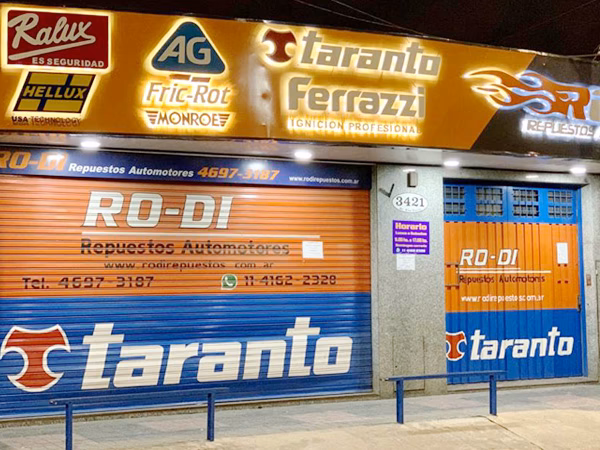 Ralux
ES SEGURIDAD
HELLUX
USA TECHNOLOGY
AG
Fric-Rot
MONROE
taranto
Ferrazzi
IGNICION PROFESIONAL
REPUESTOS
RO-DI Repuestos Automotores 4697-3187 www.rodirepuestos.com.ar
RO-DI
Repuestos Automotores
www.rodirepuestos.com.ar
Tel. 4697-3187 11-4162-2328
taranto
3421
Horario
RO-DI
Repuestos Automotores
www.rodirepuestos.com.ar
taranto